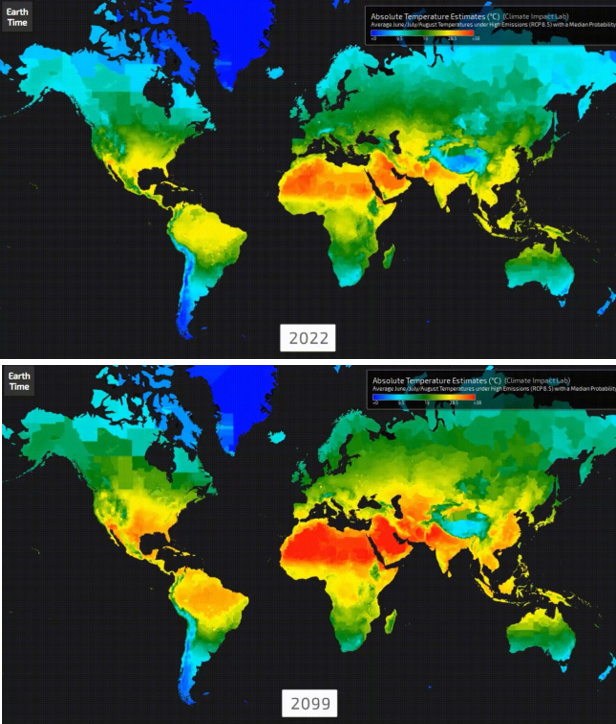 Earth
Time
Absolute Temperature Estimates (°C) (Climate Impact Lab)
Average June/July/August Temperatures under High Emissions (RCP8.5) with a Median Probability
2022
Earth
Time
Absolute Temperature Estimates (°C) (Climate Impact Lab)
Average June/July/August Temperatures under High Emissions (RCP8.5) with a Median Probability
2099